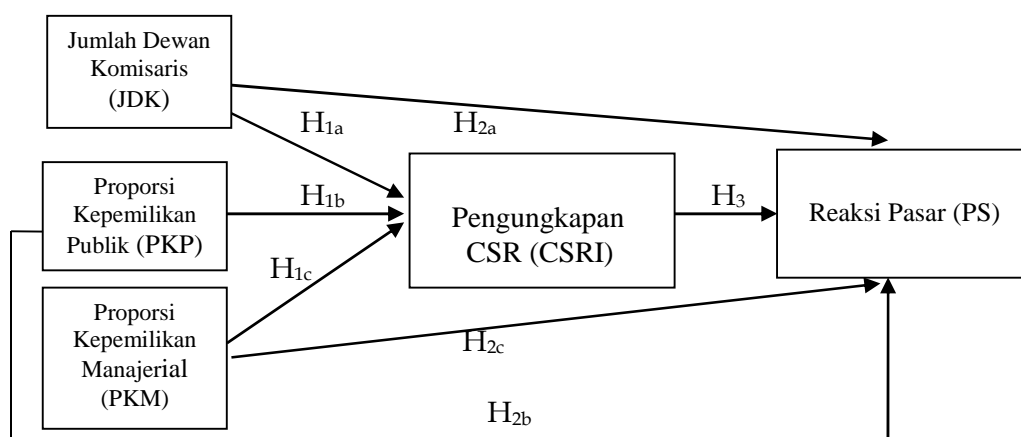 Jumlah Dewan
Komisaris
(JDK)
H1a
H2a
Proporsi
Kepemilikan
Publik (PKP)
H1b
Pengungkapan
CSR (CSRI)
H3
Reaksi Pasar (PS)
H1c
Proporsi
Kepemilikan
Manajerial
(PKM)
H2c
H2b